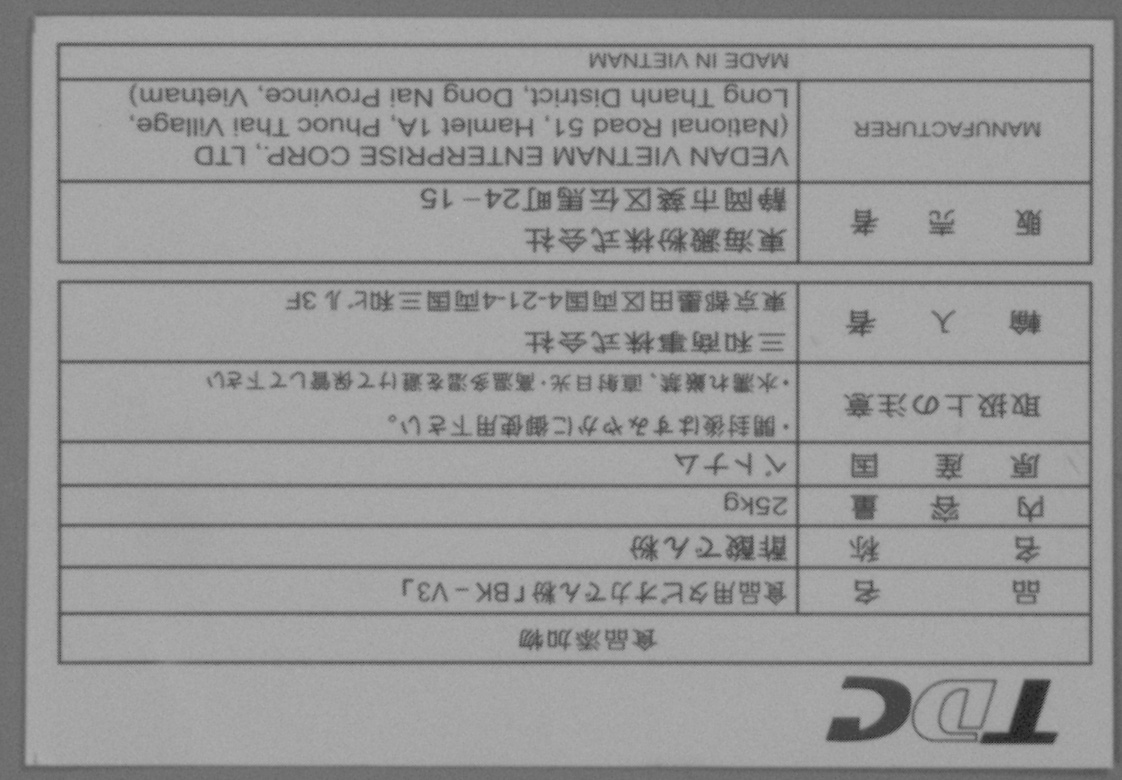 TDC
食品添加物
品名 食品用タピオカでん粉「BK－V3」
名称 酢酸でん粉
内容量 25kg
原産国 ベトナム
取扱上の注意
・開封後はすみやかに御使用下さい。
・水濡れ厳禁、直射日光・高温多湿を避けて保管して下さい
輸入者
三和商事株式会社
東京都墨田区両国4-21-4両国三和ビル3F
販売者
東海澱粉株式会社
静岡市葵区伝馬町24－15
MANUFACTURER
VEDAN VIETNAM ENTERPRISE CORP., LTD
(National Road 51, Hamlet 1A, Phuoc Thai Village,
Long Thanh District, Dong Nai Province, Vietnam)
MADE IN VIETNAM